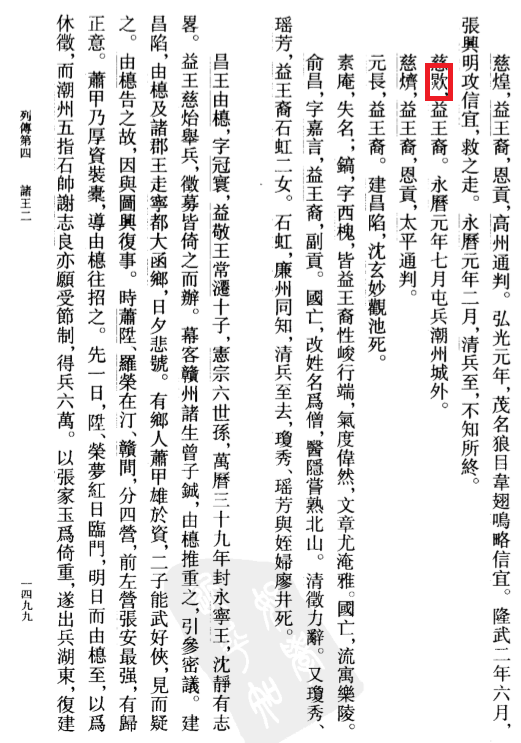 慈煌，益王裔，恩貢，高州通判。弘光元年，茂名狼目韋翅鳴略信宜。隆武二年六月，
張興明攻信宜，救之走。永曆元年二月，清兵至，不知所終。
慈欻，益王裔。永曆元年七月屯兵潮州城外。
慈，益王裔，恩貢，太平通判。
元長，益王裔。建昌陷，沈玄妙觀池死。
素庵，失名；鎬，字西槐，皆益王裔性峻行端，氣度偉然，文章尤淹雅。國亡，流寓樂陵。
俞昌，字嘉言，益王裔，副貢。國亡，改姓名爲僧，醫隱嘗熟北山。清徵力辭。又瓊秀、
瑶芳，益王裔石虹二女。石虹，廉州同知，清兵至去，瓊秀、瑶芳與姪婦廖井死。
昌王由櫘，字冠寰，益敬王常𣽘十子，憲宗六世孫，萬曆三十九年封永寧王，沈靜有志
畧。益王慈炲舉兵，徵募皆倚之而辦。幕客贛州諸生曾子鉞，由櫘推重之，引參密議。建
昌陷，由櫘及諸郡王走寧都大函鄉，日夕悲號。有鄉人蕭甲雄於資，二子能武好俠，見而疑
之。由櫘告之故，因與圖興復事。時蕭陞、羅榮在汀、贛間，分四營，前左營張安最强，有歸
正意。蕭甲乃厚資裝橐，導由櫘往招之。先一日，陞、榮夢紅日臨門，明日而由櫘至，以爲
休徵，而潮州五指石帥謝志良亦願受節制，得兵六萬。以張家玉爲倚重，遂出兵湖東，復建
列傳第四　諸王二
一四九九